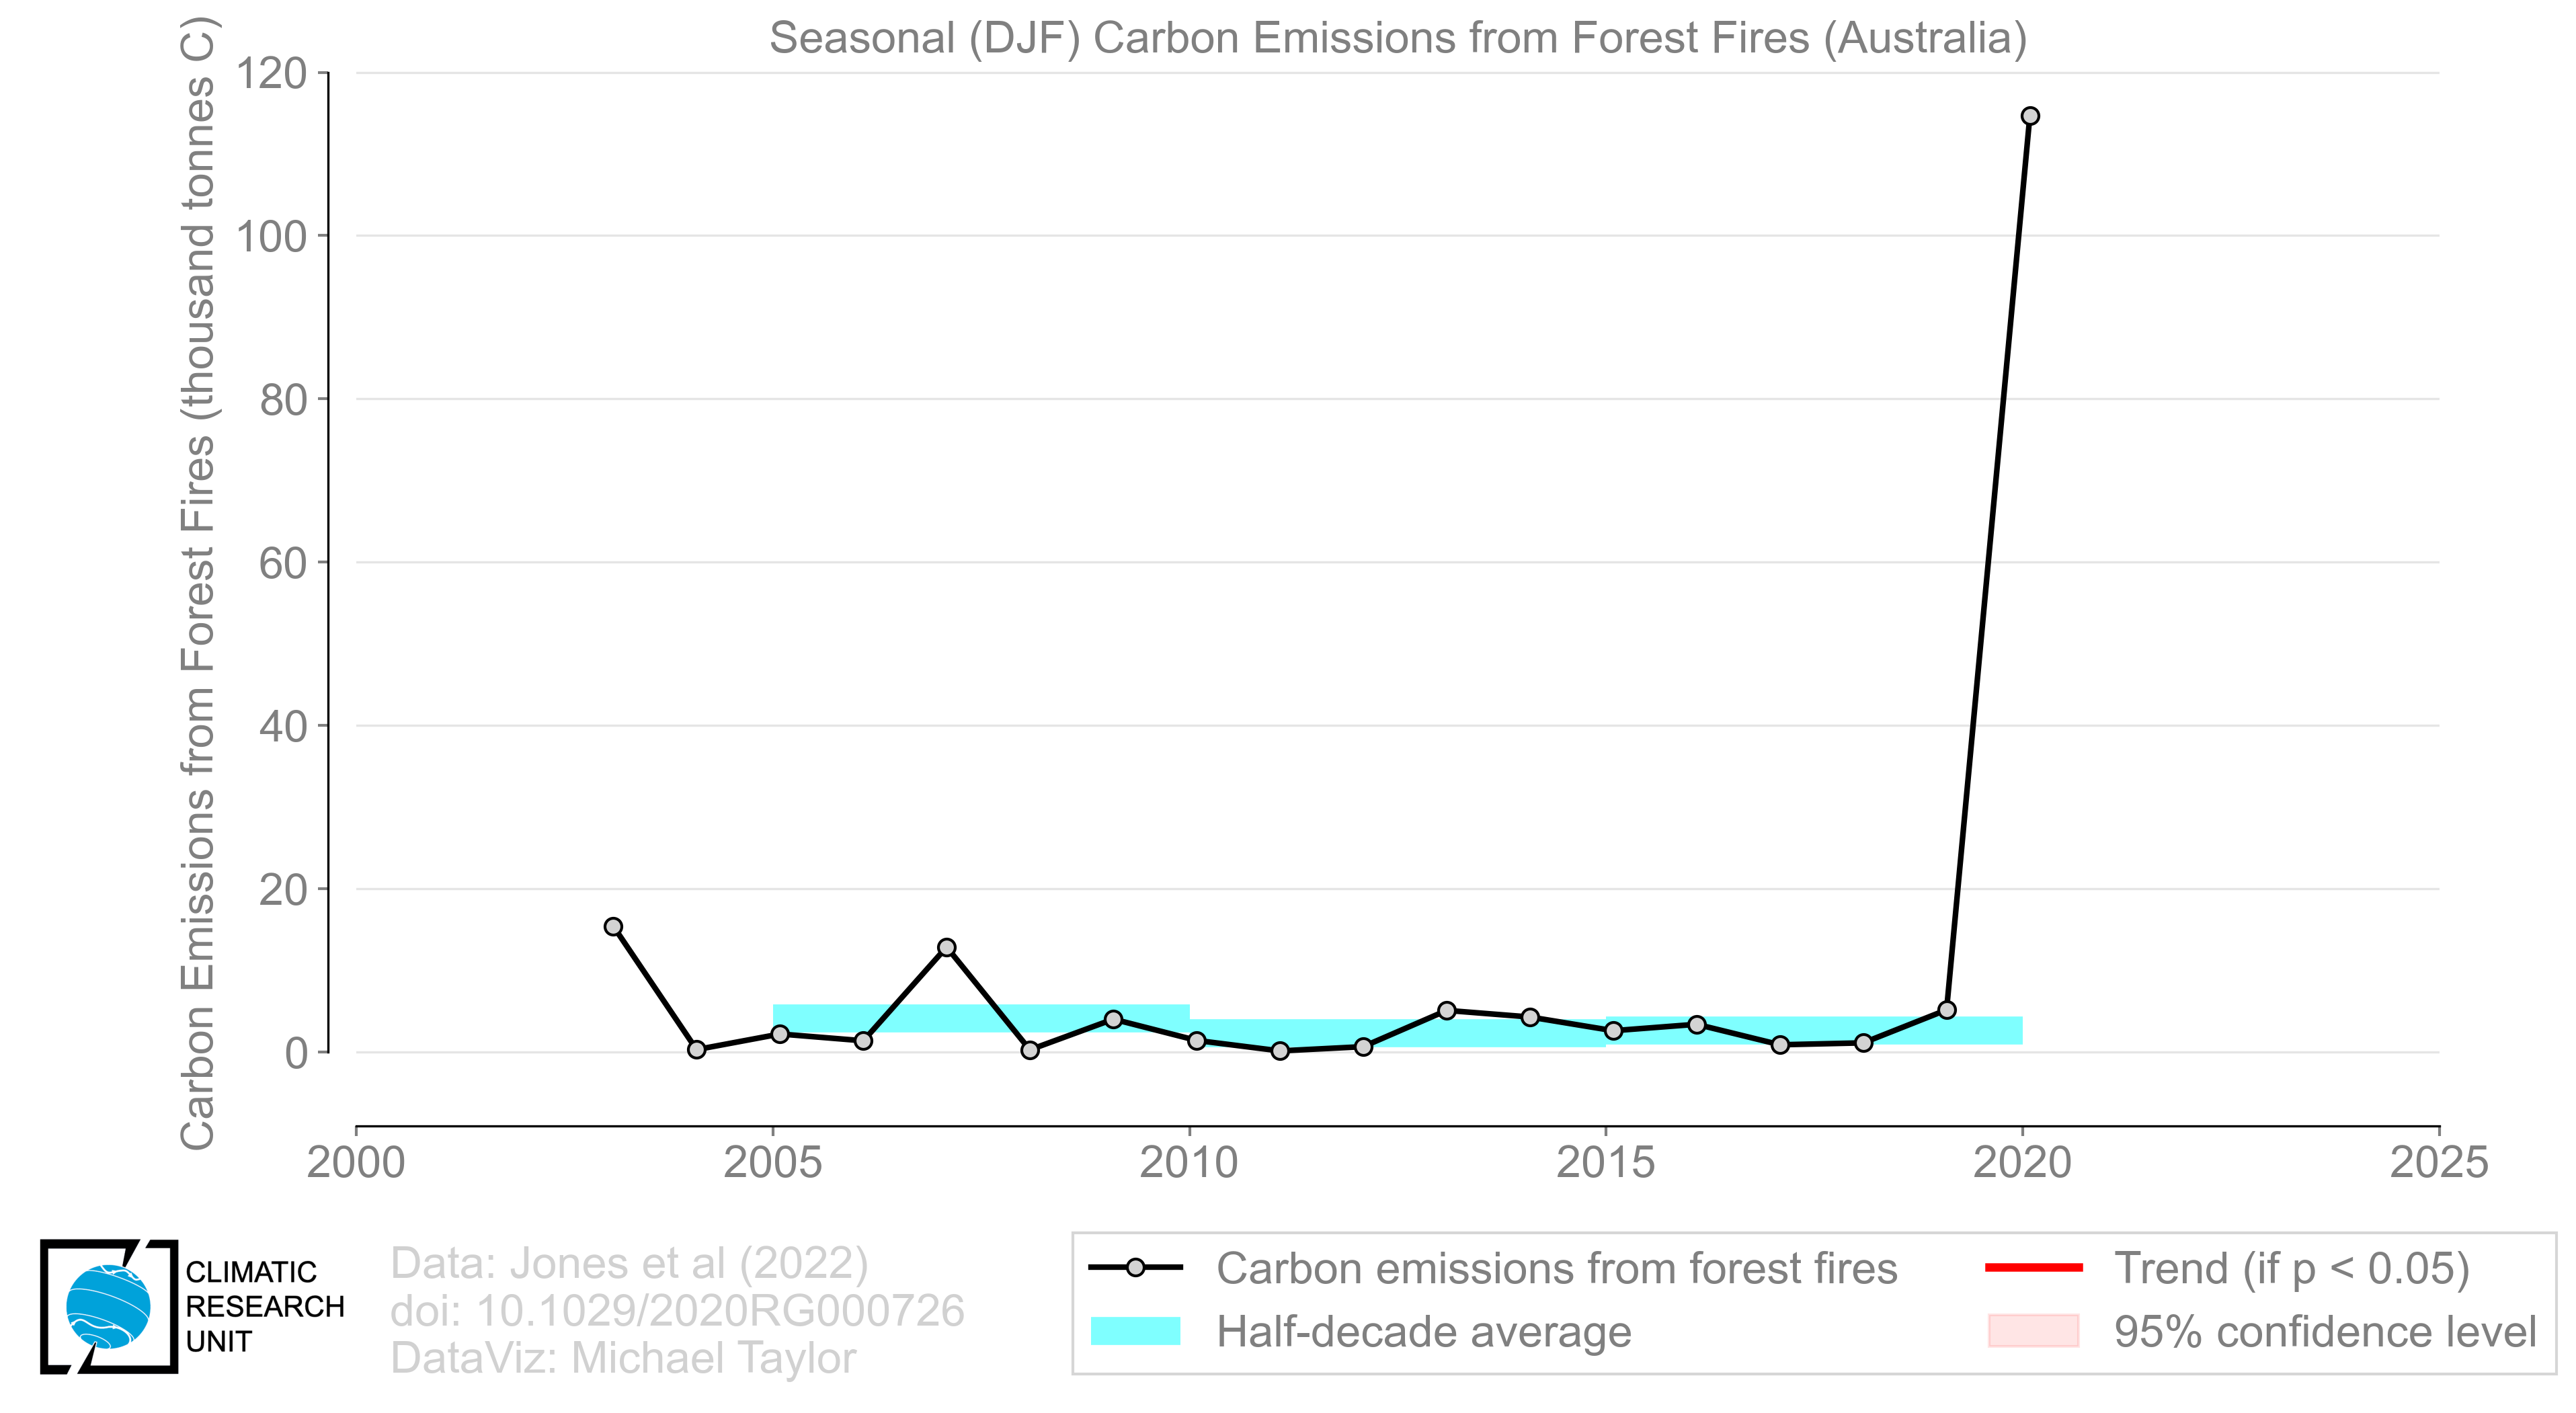 Seasonal (DJF) Carbon Emissions from Forest Fires (Australia)
Carbon Emissions from Forest Fires (thousand tonnes C)
120
100
80
60
40
20
0
2000 2005 2010 2015 2020 2025
CLIMATIC
RESEARCH
UNIT
Data: Jones et al (2022)
doi: 10.1029/2020RG000726
DataViz: Michael Taylor
Carbon emissions from forest fires
Half-decade average
Trend (if p < 0.05)
95% confidence level